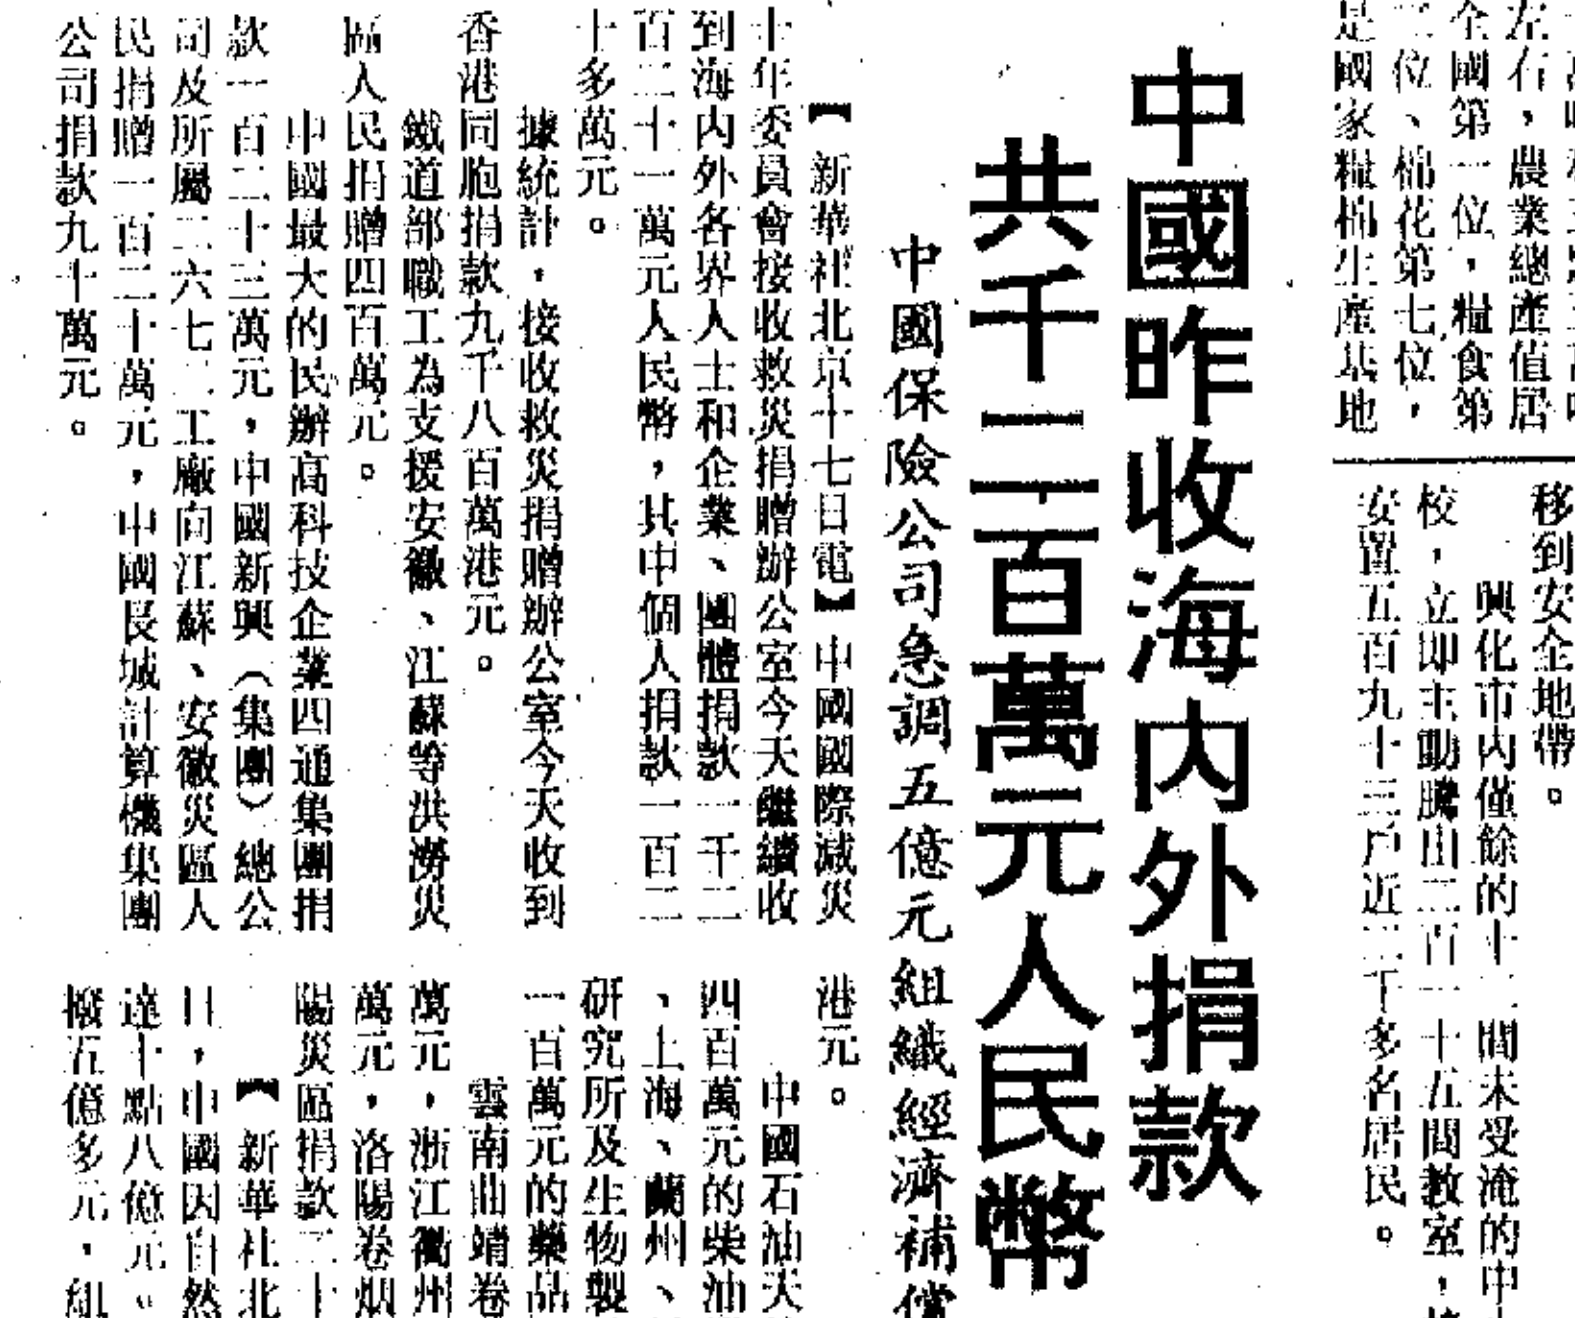 左右，農業總產值居
全國第一位，糧食第
二位、棉花第七位，
是國家糧棉生產基地
移到安全地帶。
興化市內僅餘的十二間未受淹的中
校，立即主動騰出二百一十五間教室，
安置五百九十三戶近二千多名居民。
中國昨收海內外捐款
共千二百萬元人民幣
中國保險公司急調五億元組織經濟補償
【新華社北京十七日電】中國國際減災
十年委員會接收救災捐贈辦公室今天繼續收
到海內外各界人士和企業、團體捐款一千二
百二十一萬元人民幣，其中個人捐款一百二
十多萬元。
據統計，接收救災捐贈辦公室今天收到
香港同胞捐款九千八百萬港元。
鐵道部職工為支援安徽、江蘇等洪澇災
區人民捐贈四百萬元。
中國最大的民辦高科技企業四通集團捐
款一百二十三萬元，中國新興（集團）總公
司及所屬二六七二工廠向江蘇、安徽災區人
民捐贈一百二十萬元，中國長城計算機集團
公司捐款九十萬元。
港元。
中國石油天
四百萬元的柴油
、上海、蘭州、
研究所及生物製
一百萬元的藥品
雲南曲靖卷
萬元，浙江衢州
萬元，洛陽卷烟
陽災區捐款二十
【新華社北
日，中國因自然
達十點八億元。
撥五億多元，組